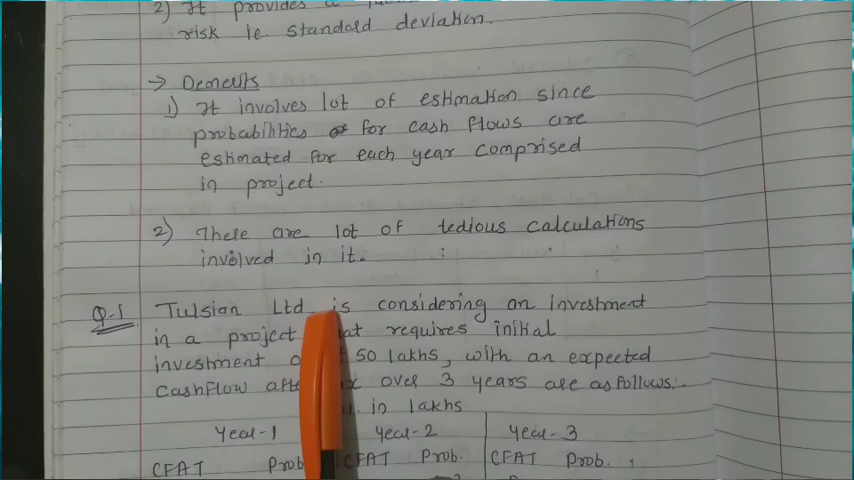 2) It provides a
risk ie standard deviation.
→ Demerits
1) It involves lot of estimation since
probabilities for cash flows are
estimated for each year comprised
in project.
2) There are lot of tedious calculations
involved in it.
Q-1 Tulsian Ltd is considering an investment
in a project requires initial
investment 50 lakhs, with an expected
cashflow over 3 years are as follows:-
in lakhs
Year-1 Year-2 Year-3
CFAT Prob CFAT Prob. CFAT Prob.